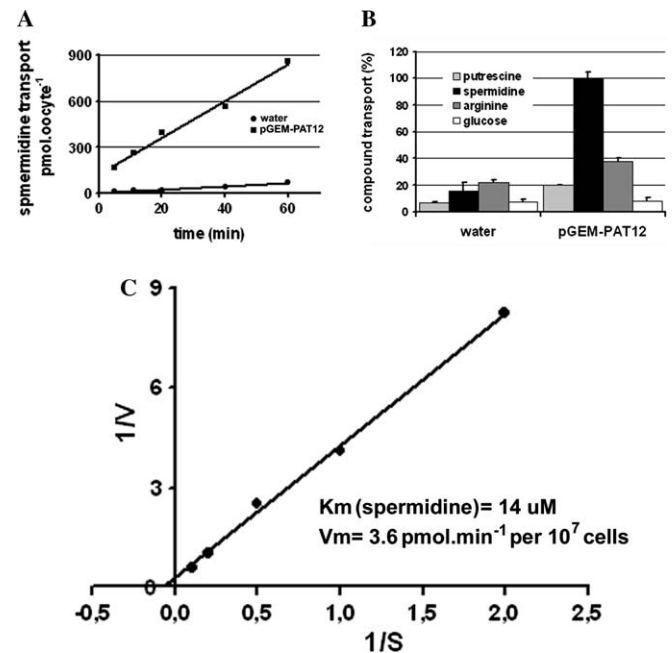 A
spmermidine transport
pmol.oocyte-1
900
600
300
0
0
20
40
60
time (min)
water
pGEM-PAT12
B
compound transport (%)
120
100
80
60
40
20
0
putrescine
spermidine
arginine
glucose
water
pGEM-PAT12
C
1/V
9
6
3
0
-0,5
0,0
0,5
1,0
1,5
2,0
2,5
1/S
Km (spermidine)= 14 uM
Vm= 3.6 pmol.min-1 per 107 cells